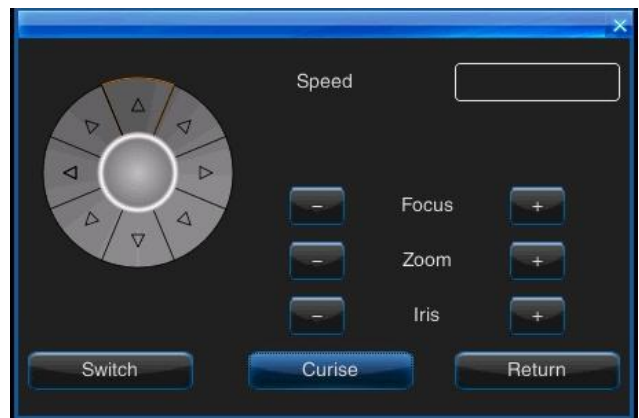 Speed
- Focus +
- Zoom +
- Iris +
Switch Curise Return